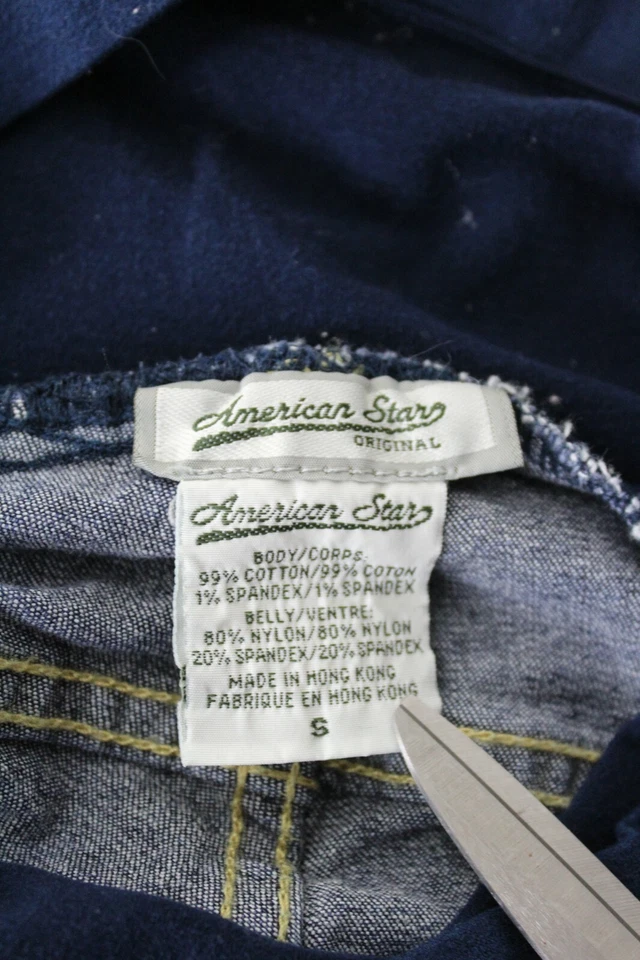 American Star
ORIGINAL
American Star
BODY/CORPS:
99% COTTON/99% COTON
1% SPANDEX/1% SPANDEX
BELLY/VENTRE:
80% NYLON/80% NYLON
20% SPANDEX/20% SPANDEX
MADE IN HONG KONG
FABRIQUE EN HONG KONG
S